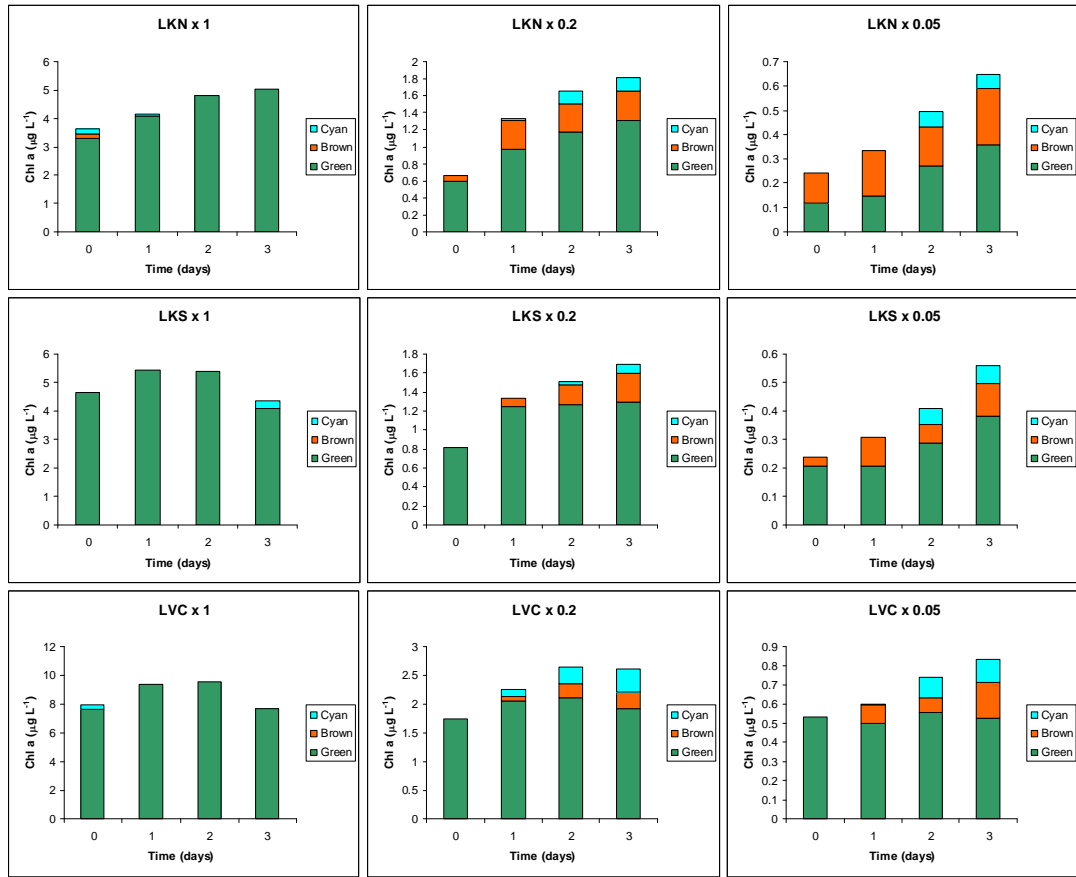 LKN x 1
Chl a (µg L-1)
6
5
4
3
2
1
0
0 1 2 3
Time (days)
Cyan
Brown
Green
LKN x 0.2
Chl a (µg L-1)
2
1.8
1.6
1.4
1.2
1
0.8
0.6
0.4
0.2
0
0 1 2 3
Time (days)
Cyan
Brown
Green
LKN x 0.05
Chl a (µg L-1)
0.7
0.6
0.5
0.4
0.3
0.2
0.1
0
0 1 2 3
Time (days)
Cyan
Brown
Green
LKS x 1
Chl a (µg L-1)
6
5
4
3
2
1
0
0 1 2 3
Time (days)
Cyan
Brown
Green
LKS x 0.2
Chl a (µg L-1)
1.8
1.6
1.4
1.2
1
0.8
0.6
0.4
0.2
0
0 1 2 3
Time (days)
Cyan
Brown
Green
LKS x 0.05
Chl a (µg L-1)
0.6
0.5
0.4
0.3
0.2
0.1
0
0 1 2 3
Time (days)
Cyan
Brown
Green
LVC x 1
Chl a (µg L-1)
12
10
8
6
4
2
0
0 1 2 3
Time (days)
Cyan
Brown
Green
LVC x 0.2
Chl a (µg L-1)
3
2.5
2
1.5
1
0.5
0
0 1 2 3
Time (days)
Cyan
Brown
Green
LVC x 0.05
Chl a (µg L-1)
0.9
0.8
0.7
0.6
0.5
0.4
0.3
0.2
0.1
0
0 1 2 3
Time (days)
Cyan
Brown
Green